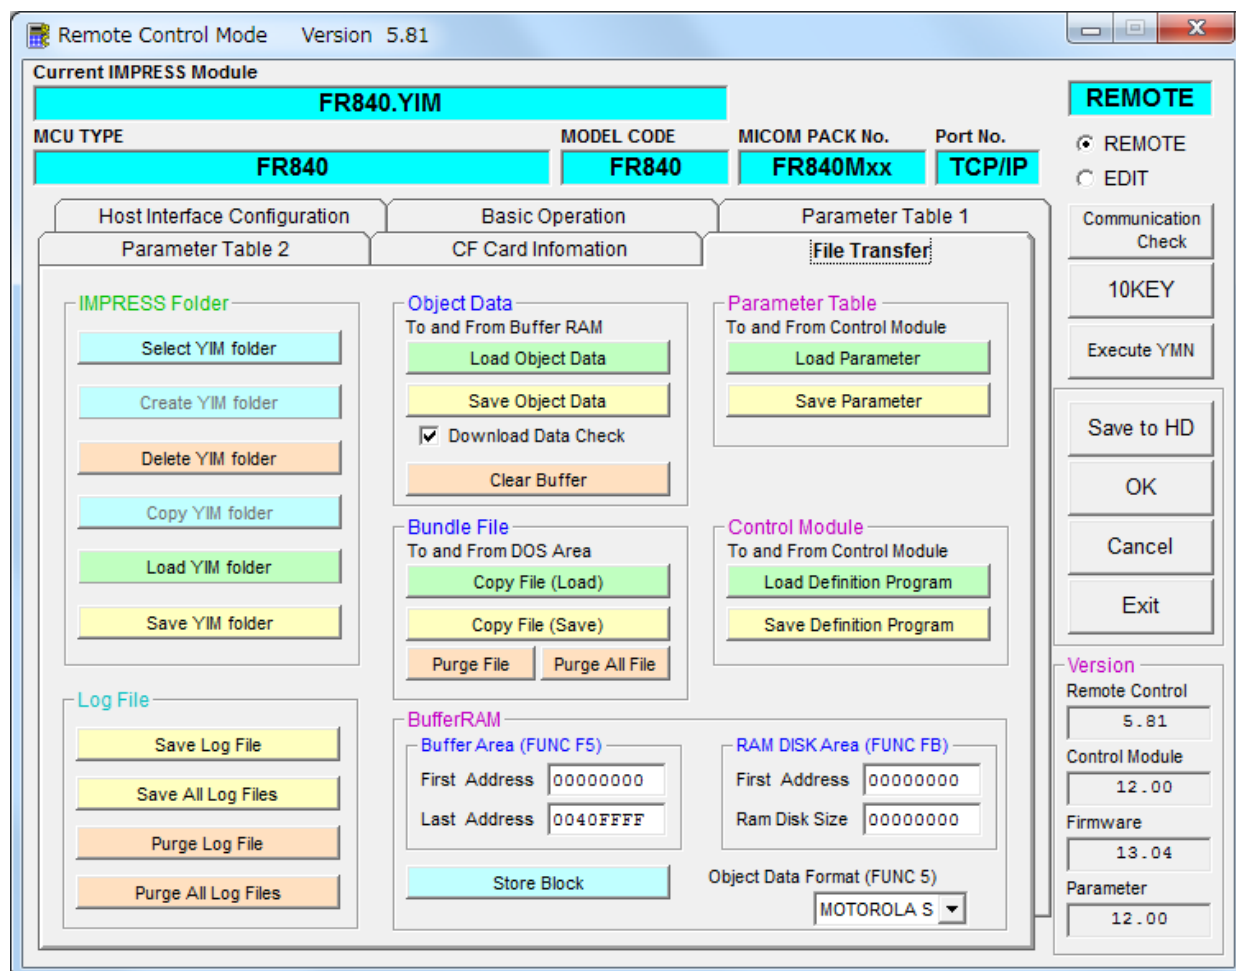 Remote Control Mode Version 5.81
Current IMPRESS Module
FR840.YIM
REMOTE
MCU TYPE
MODEL CODE
MICOM PACK No.
Port No.
FR840
FR840
FR840Mxx
TCP/IP
REMOTE
EDIT
Host Interface Configuration
Basic Operation
Parameter Table 1
Parameter Table 2
CF Card Infomation
File Transfer
IMPRESS Folder
Select YIM folder
Create YIM folder
Delete YIM folder
Copy YIM folder
Load YIM folder
Save YIM folder
Log File
Save Log File
Save All Log Files
Purge Log File
Purge All Log Files
Object Data
To and From Buffer RAM
Load Object Data
Save Object Data
Download Data Check
Clear Buffer
Bundle File
To and From DOS Area
Copy File (Load)
Copy File (Save)
Purge File
Purge All File
Parameter Table
To and From Control Module
Load Parameter
Save Parameter
Control Module
To and From Control Module
Load Definition Program
Save Definition Program
BufferRAM
Buffer Area (FUNC F5)
First Address 00000000
Last Address 0040FFFF
Store Block
RAM DISK Area (FUNC FB)
First Address 00000000
Ram Disk Size 00000000
Object Data Format (FUNC 5)
MOTOROLA S
Communication
Check
10KEY
Execute YMN
Save to HD
OK
Cancel
Exit
Version
Remote Control
5.81
Control Module
12.00
Firmware
13.04
Parameter
12.00